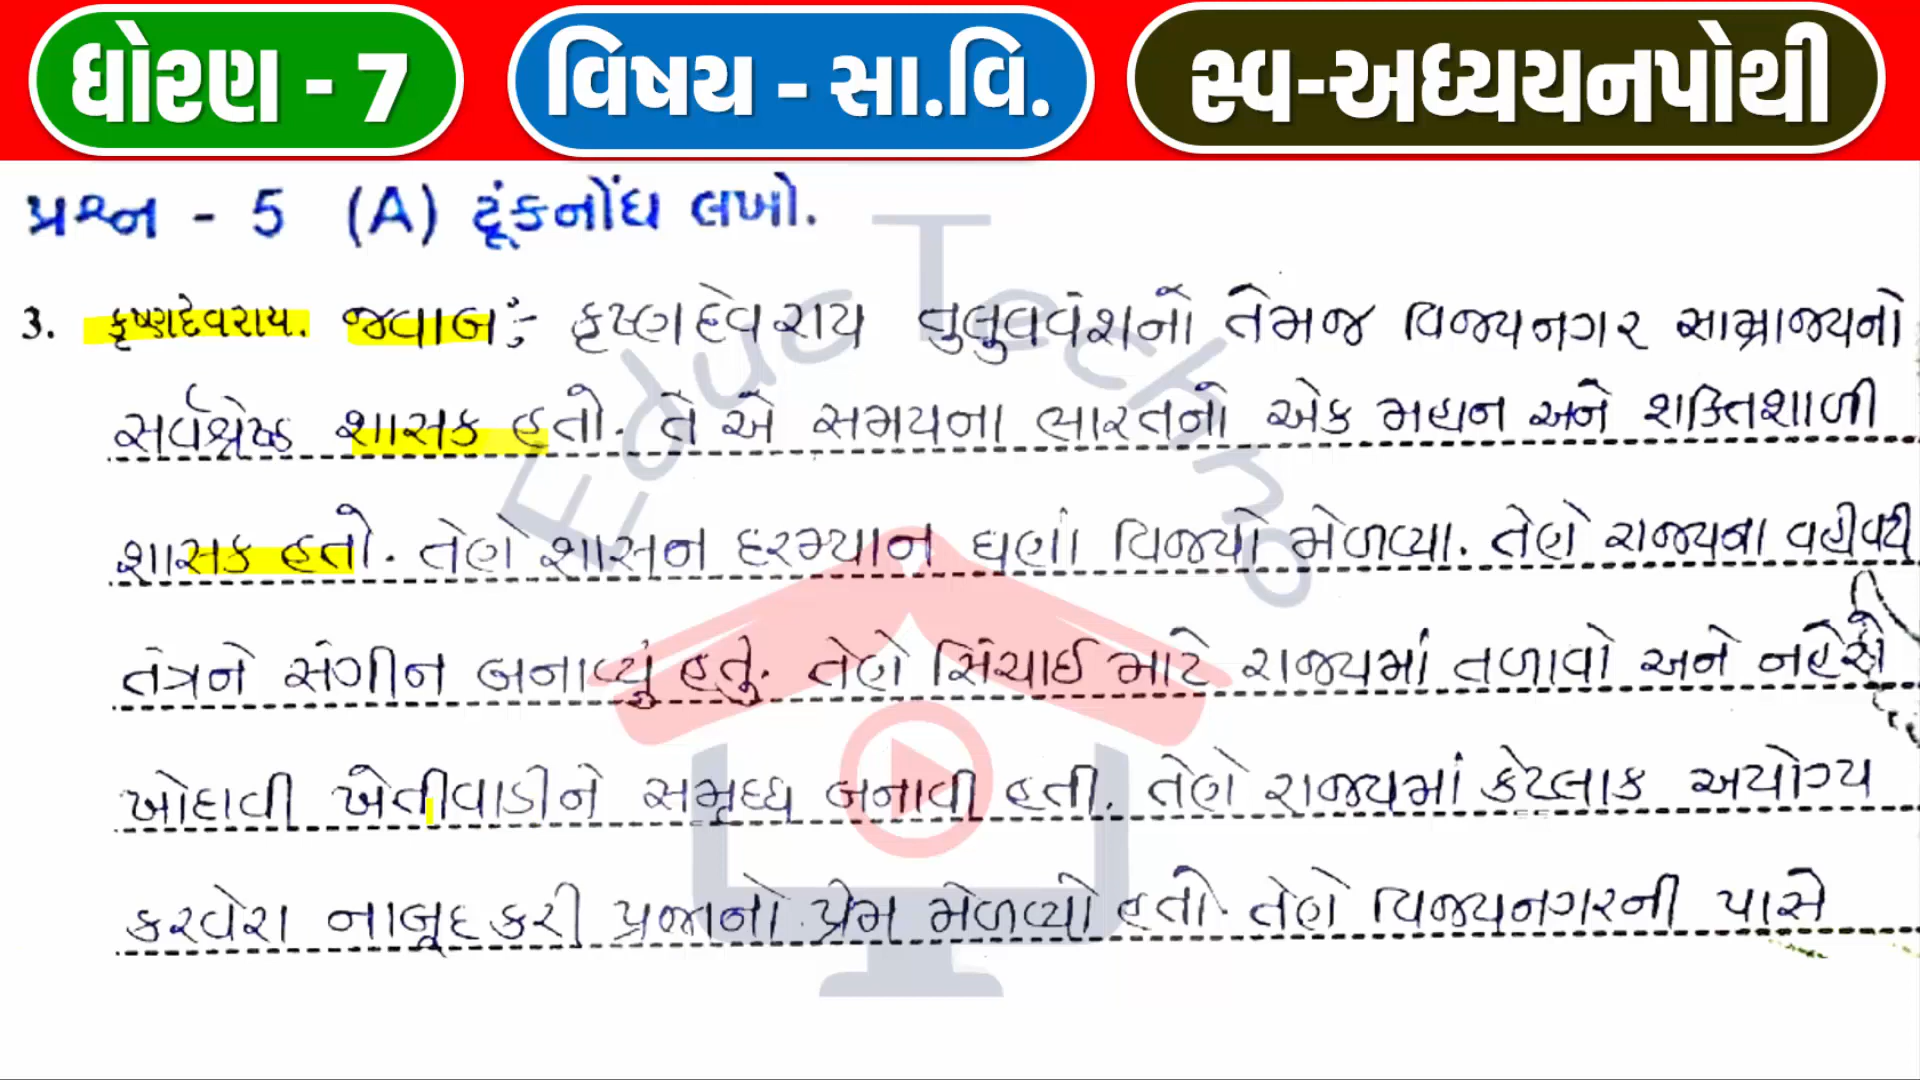 ધોરણ - 7 વિષય - સા.વિ. સ્વ-અધ્યયનપોથી
પ્રશ્ન - 5 (A) ટૂંકનોંધ લખો.
3. કૃષ્ણદેવરાય. જવાબ:- કૃષ્ણદેવરાય તુલુવવંશનો તેમજ વિજયનગર સામ્રાજ્યનો
સર્વશ્રેષ્ઠ શાસક હતો. તે એ સમયના ભારતનો એક મહાન અને શક્તિશાળી
શાસક હતો. તેણે શાસન દરમ્યાન ઘણાં વિજયો મેળવ્યા. તેણે રાજ્યના વહીવટી
તંત્રને સંગીન બનાવ્યું હતું. તેણે સિંચાઈ માટે રાજ્યમાં તળાવો અને નહેરો
ખોદાવી ખેતીવાડીને સમૃધ્ધ બનાવી હતી. તેણે રાજ્યમાં કેટલાક અયોગ્ય
કરવેરા નાબૂદ કરી પ્રજાનો પ્રેમ મેળવ્યો હતો. તેણે વિજયનગરની પાસે
Educ Techno